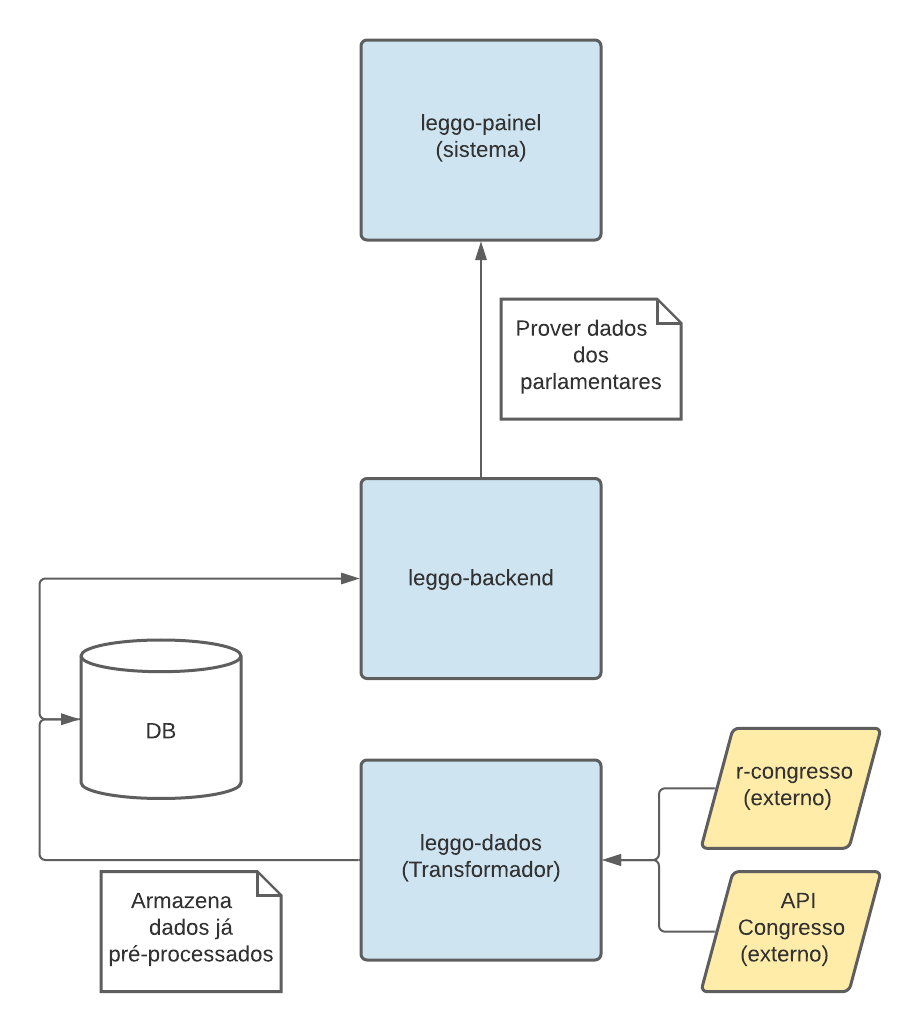 leggo-painel
(sistema)
Prover dados
dos
parlamentares
leggo-backend
DB
r-congresso
(externo)
leggo-dados
(Transformador)
Armazena
dados já
pré-processados
API
Congresso
(externo)